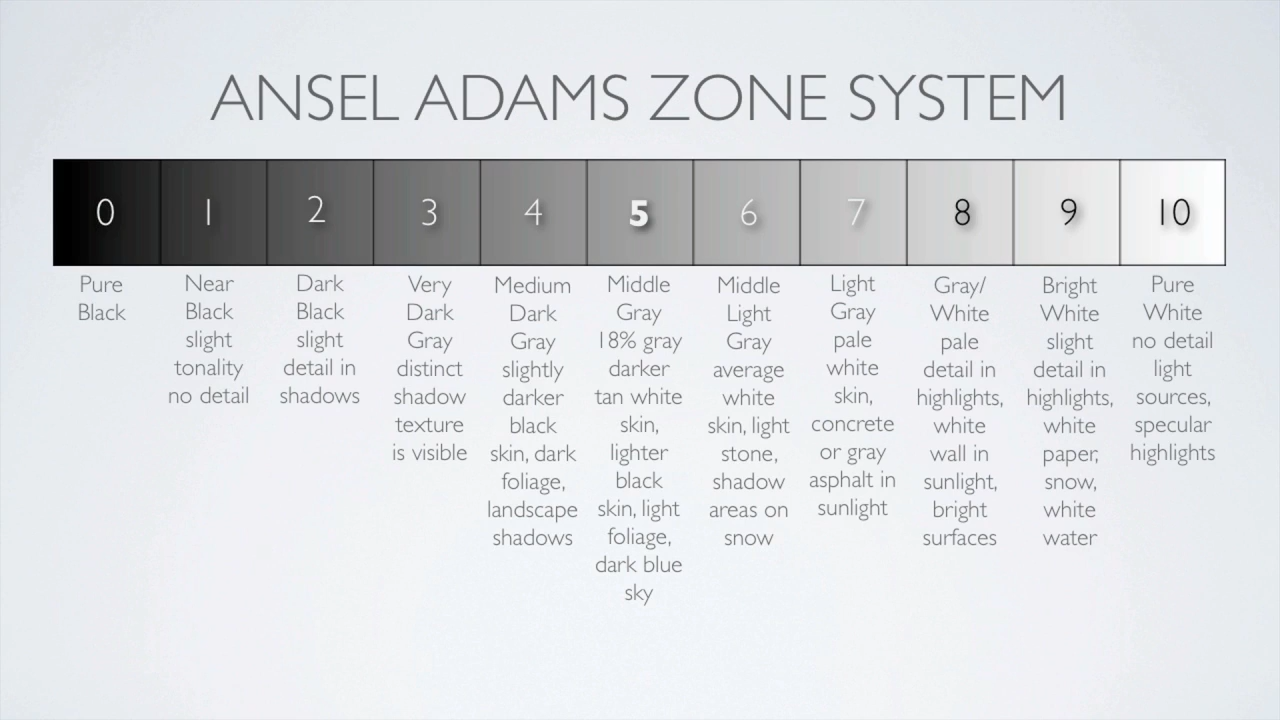 ANSEL ADAMS ZONE SYSTEM
0
1
2
3
4
5
6
7
8
9
10
Pure
Black
Near
Black
slight
tonality
no detail
Dark
Black
slight
detail in
shadows
Very
Dark
Gray
distinct
shadow
texture
is visible
Medium
Dark
Gray
slightly
darker
black
skin, dark
foliage,
landscape
shadows
Middle
Gray
18% gray
darker
tan white
skin,
lighter
black
skin, light
foliage,
dark blue
sky
Middle
Light
Gray
average
white
skin, light
stone,
shadow
areas on
snow
Light
Gray
pale
white
skin,
concrete
or gray
asphalt in
sunlight
Gray/
White
pale
detail in
highlights,
white
wall in
sunlight,
bright
surfaces
Bright
White
slight
detail in
highlights,
white
paper,
snow,
white
water
Pure
White
no detail
light
sources,
specular
highlights